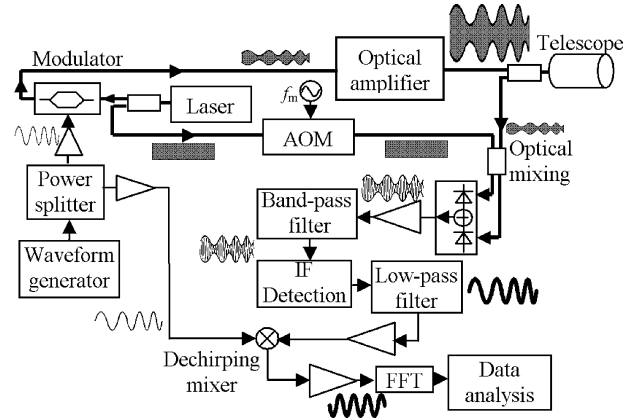 Modulator
Optical
amplifier
Telescope
Laser
fm
AOM
Optical
mixing
Power
splitter
Band-pass
filter
Waveform
generator
IF
Detection
Low-pass
filter
Dechirping
mixer
FFT
Data
analysis